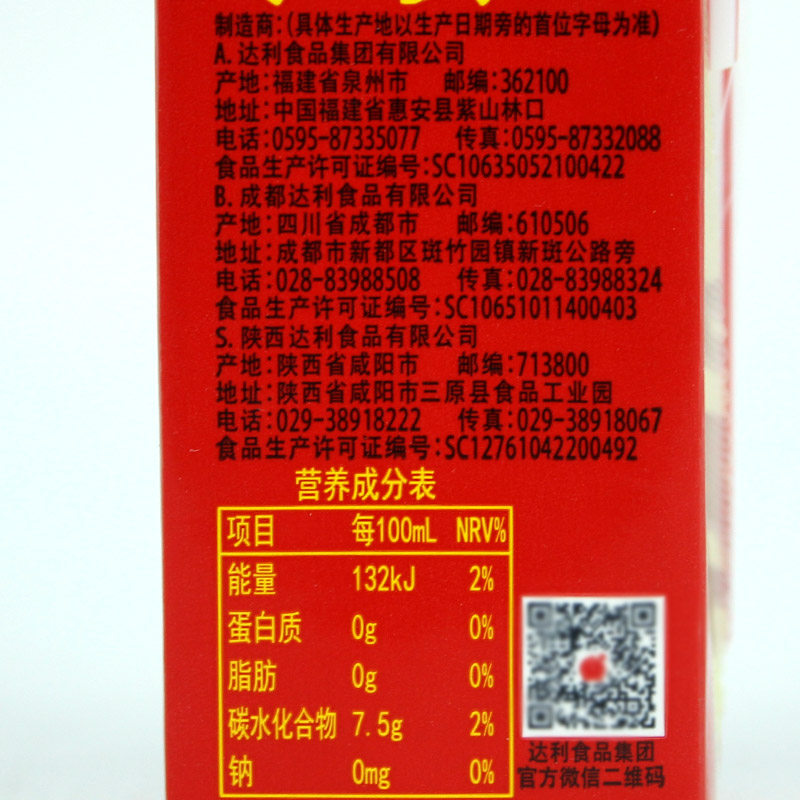 制造商:(具体生产地以生产日期旁的首位字母为准)
A.达利食品集团有限公司
产地:福建省泉州市 邮编:362100
地址:中国福建省惠安县紫山林口
电话:0595-87335077 传真:0595-87332088
食品生产许可证编号:SC10635052100422
B.成都达利食品有限公司
产地:四川省成都市 邮编:610506
地址:成都市新都区斑竹园镇新斑公路旁
电话:028-83988508 传真:028-83988324
食品生产许可证编号:SC10651011400403
S.陕西达利食品有限公司
产地:陕西省咸阳市 邮编:713800
地址:陕西省咸阳市三原县食品工业园
电话:029-38918222 传真:029-38918067
食品生产许可证编号:SC12761042200492
营养成分表
项目 每100mL NRV%
能量 132kJ 2%
蛋白质 0g 0%
脂肪 0g 0%
碳水化合物 7.5g 2%
钠 0mg 0%
达利食品集团
官方微信二维码